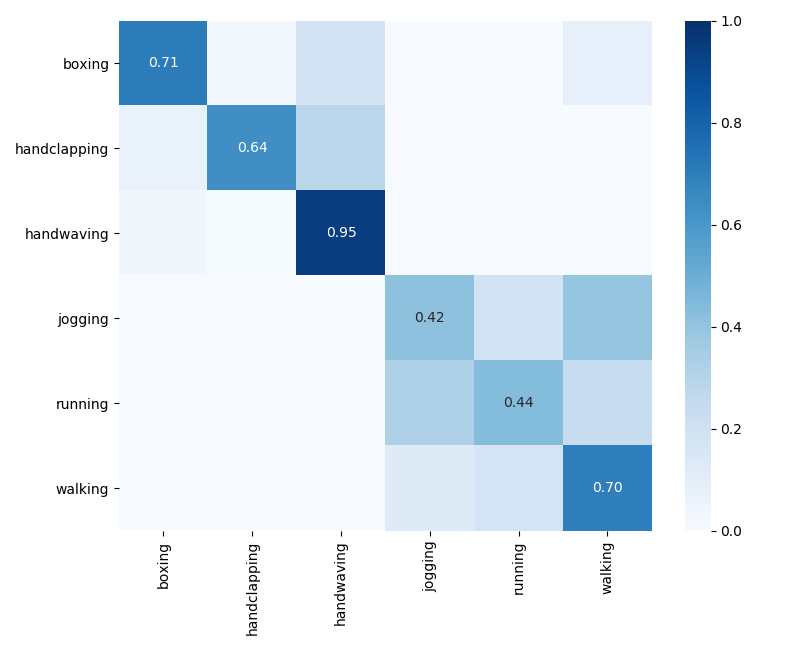 boxing 0.71
handclapping 0.64
handwaving 0.95
jogging 0.42
running 0.44
walking 0.70
boxing
handclapping
handwaving
jogging
running
walking
1.0
0.8
0.6
0.4
0.2
0.0